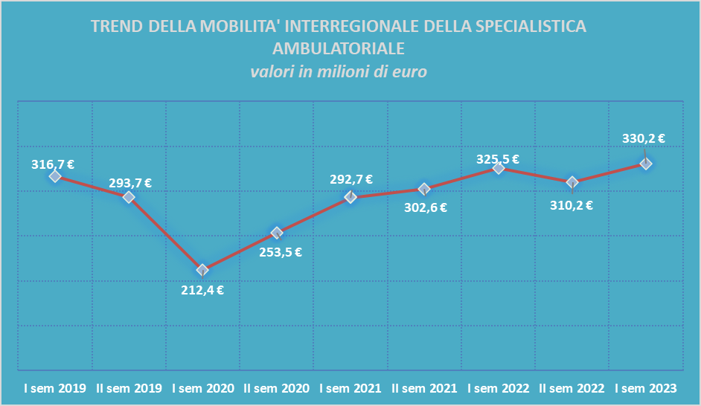 TREND DELLA MOBILITA' INTERREGIONALE DELLA SPECIALISTICA
AMBULATORIALE
valori in milioni di euro
316,7 €
293,7 €
212,4 €
253,5 €
292,7 €
302,6 €
325,5 €
310,2 €
330,2 €
I sem 2019 II sem 2019 I sem 2020 II sem 2020 I sem 2021 II sem 2021 I sem 2022 II sem 2022 I sem 2023